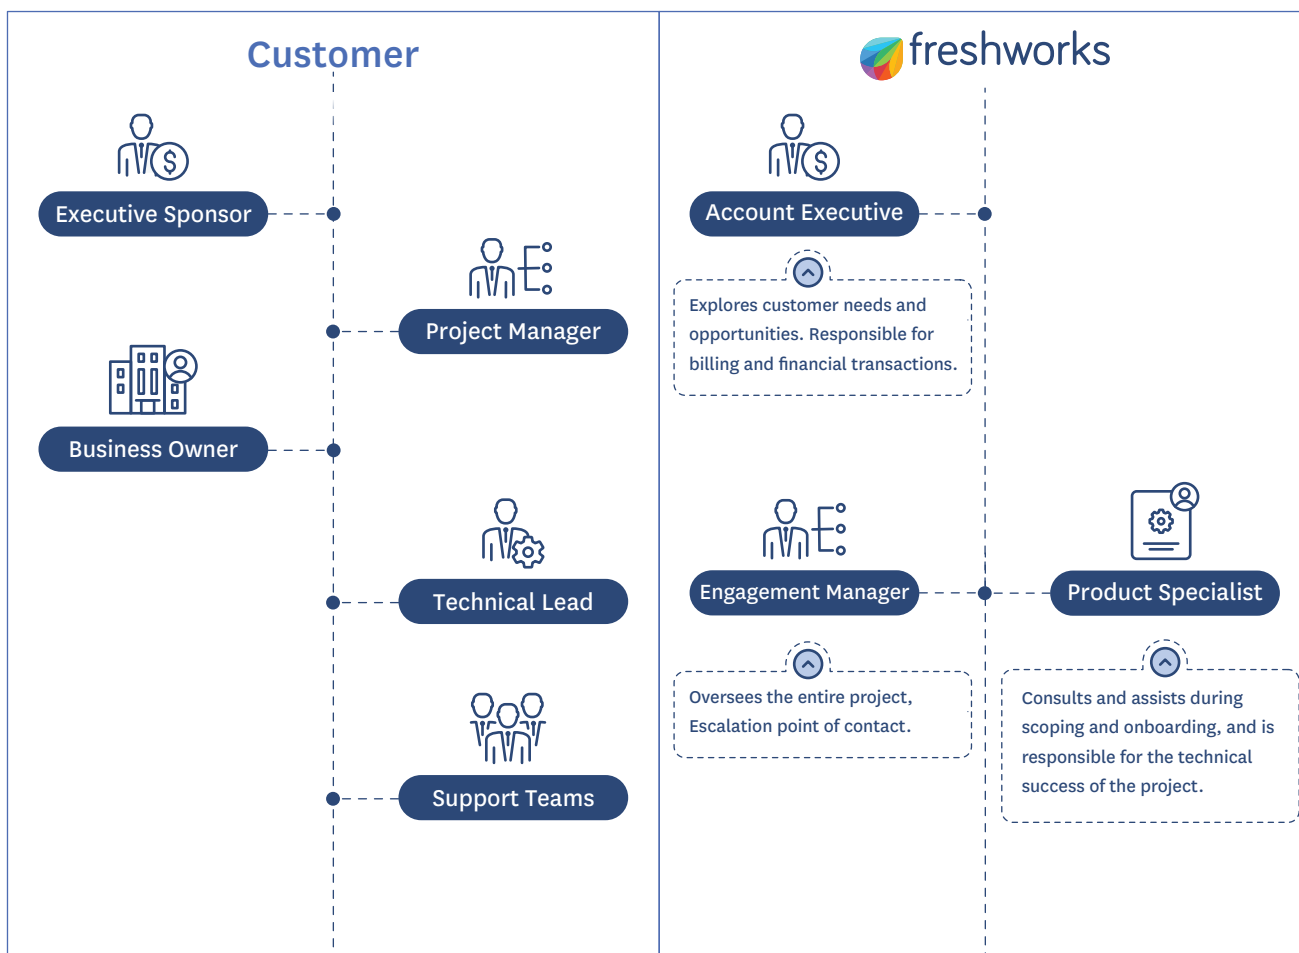 Customer
Executive Sponsor
Project Manager
Business Owner
Technical Lead
Support Teams
freshworks
Account Executive
Explores customer needs and
opportunities. Responsible for
billing and financial transactions.
Engagement Manager
Oversees the entire project,
Escalation point of contact.
Product Specialist
Consults and assists during
scoping and onboarding, and is
responsible for the technical
success of the project.